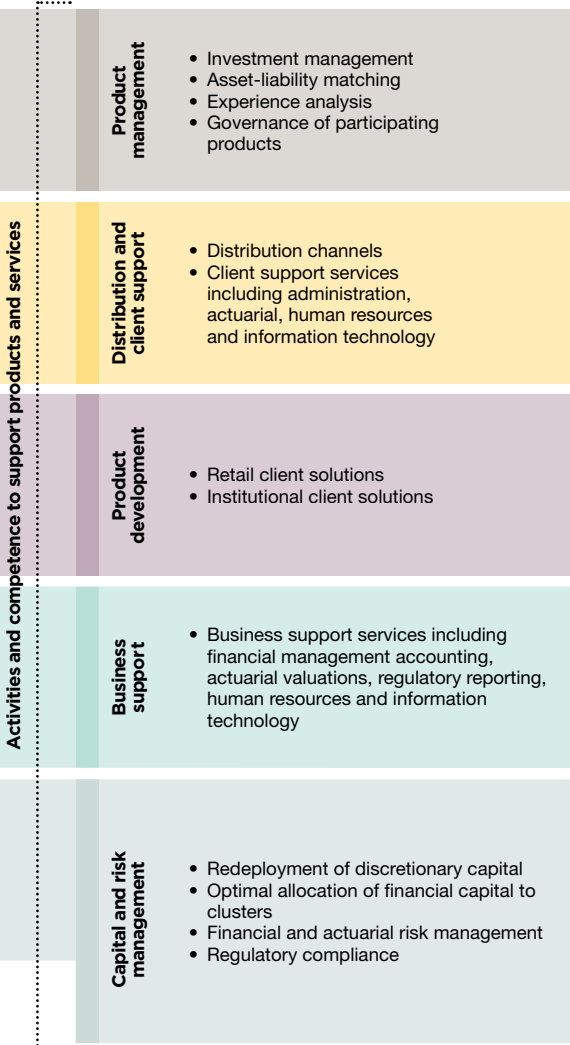 Activities and competence to support products and services
Product
management
• Investment management
• Asset-liability matching
• Experience analysis
• Governance of participating
products
Distribution and
client support
• Distribution channels
• Client support services
including administration,
actuarial, human resources
and information technology
Product
development
• Retail client solutions
• Institutional client solutions
Business
support
• Business support services including
financial management accounting,
actuarial valuations, regulatory reporting,
human resources and information
technology
Capital and risk
management
• Redeployment of discretionary capital
• Optimal allocation of financial capital to
clusters
• Financial and actuarial risk management
• Regulatory compliance